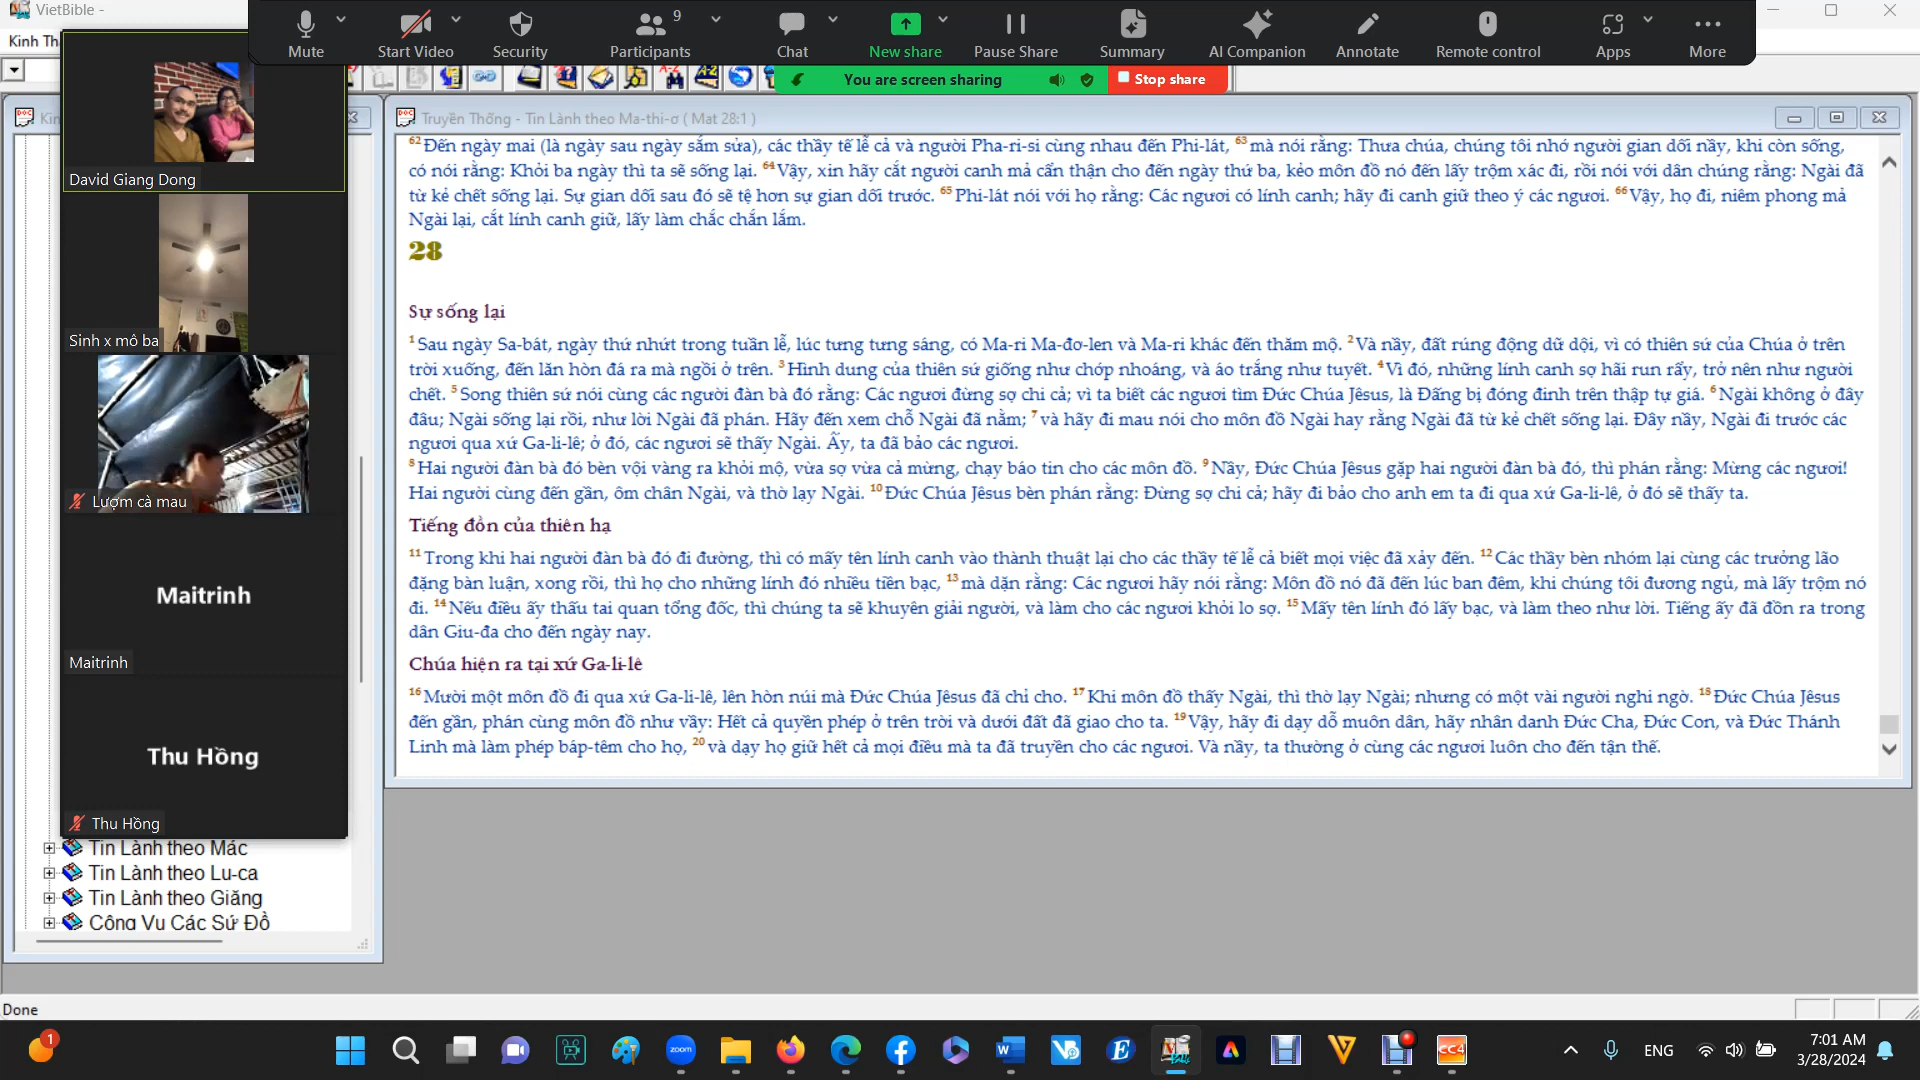 VietBible -
Kinh Th
Mute
Start Video
Security
Participants
9
Chat
New share
Pause Share
Summary
AI Companion
Annotate
Remote control
Apps
More
You are screen sharing
Stop share
David Giang Dong
Sinh x mô ba
Lượm cà mau
Maitrinh
Maitrinh
Thu Hồng
Thu Hồng
Tin Lành theo Mác
Tin Lành theo Lu-ca
Tin Lành theo Giăng
Công Vụ Các Sứ Đồ
Truyền Thống - Tin Lành theo Ma-thi-ơ ( Mat 28:1 )
62 Đến ngày mai (là ngày sau ngày sắm sửa), các thầy tế lễ cả và người Pha-ri-si cùng nhau đến Phi-lát, 63 mà nói rằng: Thưa chúa, chúng tôi nhớ người gian dối nầy, khi còn sống,
có nói rằng: Khỏi ba ngày thì ta sẽ sống lại. 64 Vậy, xin hãy cắt người canh mả cẩn thận cho đến ngày thứ ba, kẻo môn đồ nó đến lấy trộm xác đi, rồi nói với dân chúng rằng: Ngài đã
từ kẻ chết sống lại. Sự gian dối sau đó sẽ tệ hơn sự gian dối trước. 65 Phi-lát nói với họ rằng: Các ngươi có lính canh; hãy đi canh giữ theo ý các ngươi. 66 Vậy, họ đi, niêm phong mả
Ngài lại, cắt lính canh giữ, lấy làm chắc chắn lắm.
28
Sự sống lại
1 Sau ngày Sa-bát, ngày thứ nhứt trong tuần lễ, lúc tưng tưng sáng, có Ma-ri Ma-đơ-len và Ma-ri khác đến thăm mộ. 2 Và nầy, đất rúng động dữ dội, vì có thiên sứ của Chúa ở trên
trời xuống, đến lăn hòn đá ra mà ngồi ở trên. 3 Hình dung của thiên sứ giống như chớp nhoáng, và áo trắng như tuyết. 4 Vì đó, những lính canh sợ hãi run rẩy, trở nên như người
chết. 5 Song thiên sứ nói cùng các người đàn bà đó rằng: Các ngươi đừng sợ chi cả; vì ta biết các ngươi tìm Đức Chúa Jêsus, là Đấng bị đóng đinh trên thập tự giá. 6 Ngài không ở đây
đâu; Ngài sống lại rồi, như lời Ngài đã phán. Hãy đến xem chỗ Ngài đã nằm; 7 và hãy đi mau nói cho môn đồ Ngài hay rằng Ngài đã từ kẻ chết sống lại. Đây nầy, Ngài đi trước các
ngươi qua xứ Ga-li-lê; ở đó, các ngươi sẽ thấy Ngài. Ấy, ta đã bảo các ngươi.
8 Hai người đàn bà đó bèn vội vàng ra khỏi mộ, vừa sợ vừa cả mừng, chạy báo tin cho các môn đồ. 9 Nầy, Đức Chúa Jêsus gặp hai người đàn bà đó, thì phán rằng: Mừng các ngươi!
Hai người cùng đến gần, ôm chân Ngài, và thờ lạy Ngài. 10 Đức Chúa Jêsus bèn phán rằng: Đừng sợ chi cả; hãy đi bảo cho anh em ta đi qua xứ Ga-li-lê, ở đó sẽ thấy ta.
Tiếng đồn của thiên hạ
11 Trong khi hai người đàn bà đó đi đường, thì có mấy tên lính canh vào thành thuật lại cho các thầy tế lễ cả biết mọi việc đã xảy đến. 12 Các thầy bèn nhóm lại cùng các trưởng lão
đặng bàn luận, xong rồi, thì họ cho những lính đó nhiều tiền bạc, 13 mà dặn rằng: Các ngươi hãy nói rằng: Môn đồ nó đã đến lúc ban đêm, khi chúng tôi đương ngủ, mà lấy trộm nó
đi. 14 Nếu điều ấy thấu tai quan tổng đốc, thì chúng ta sẽ khuyên giải người, và làm cho các ngươi khỏi lo sợ. 15 Mấy tên lính đó lấy bạc, và làm theo như lời. Tiếng ấy đã đồn ra trong
dân Giu-đa cho đến ngày nay.
Chúa hiện ra tại xứ Ga-li-lê
16 Mười một môn đồ đi qua xứ Ga-li-lê, lên hòn núi mà Đức Chúa Jêsus đã chỉ cho. 17 Khi môn đồ thấy Ngài, thì thờ lạy Ngài; nhưng có một vài người nghi ngờ. 18 Đức Chúa Jêsus
đến gần, phán cùng môn đồ như vầy: Hết cả quyền phép ở trên trời và dưới đất đã giao cho ta. 19 Vậy, hãy đi dạy dỗ muôn dân, hãy nhân danh Đức Cha, Đức Con, và Đức Thánh
Linh mà làm phép báp-têm cho họ, 20 và dạy họ giữ hết cả mọi điều mà ta đã truyền cho các ngươi. Và nầy, ta thường ở cùng các ngươi luôn cho đến tận thế.
Done
1
zoom
CC4
ENG
7:01 AM
3/28/2024